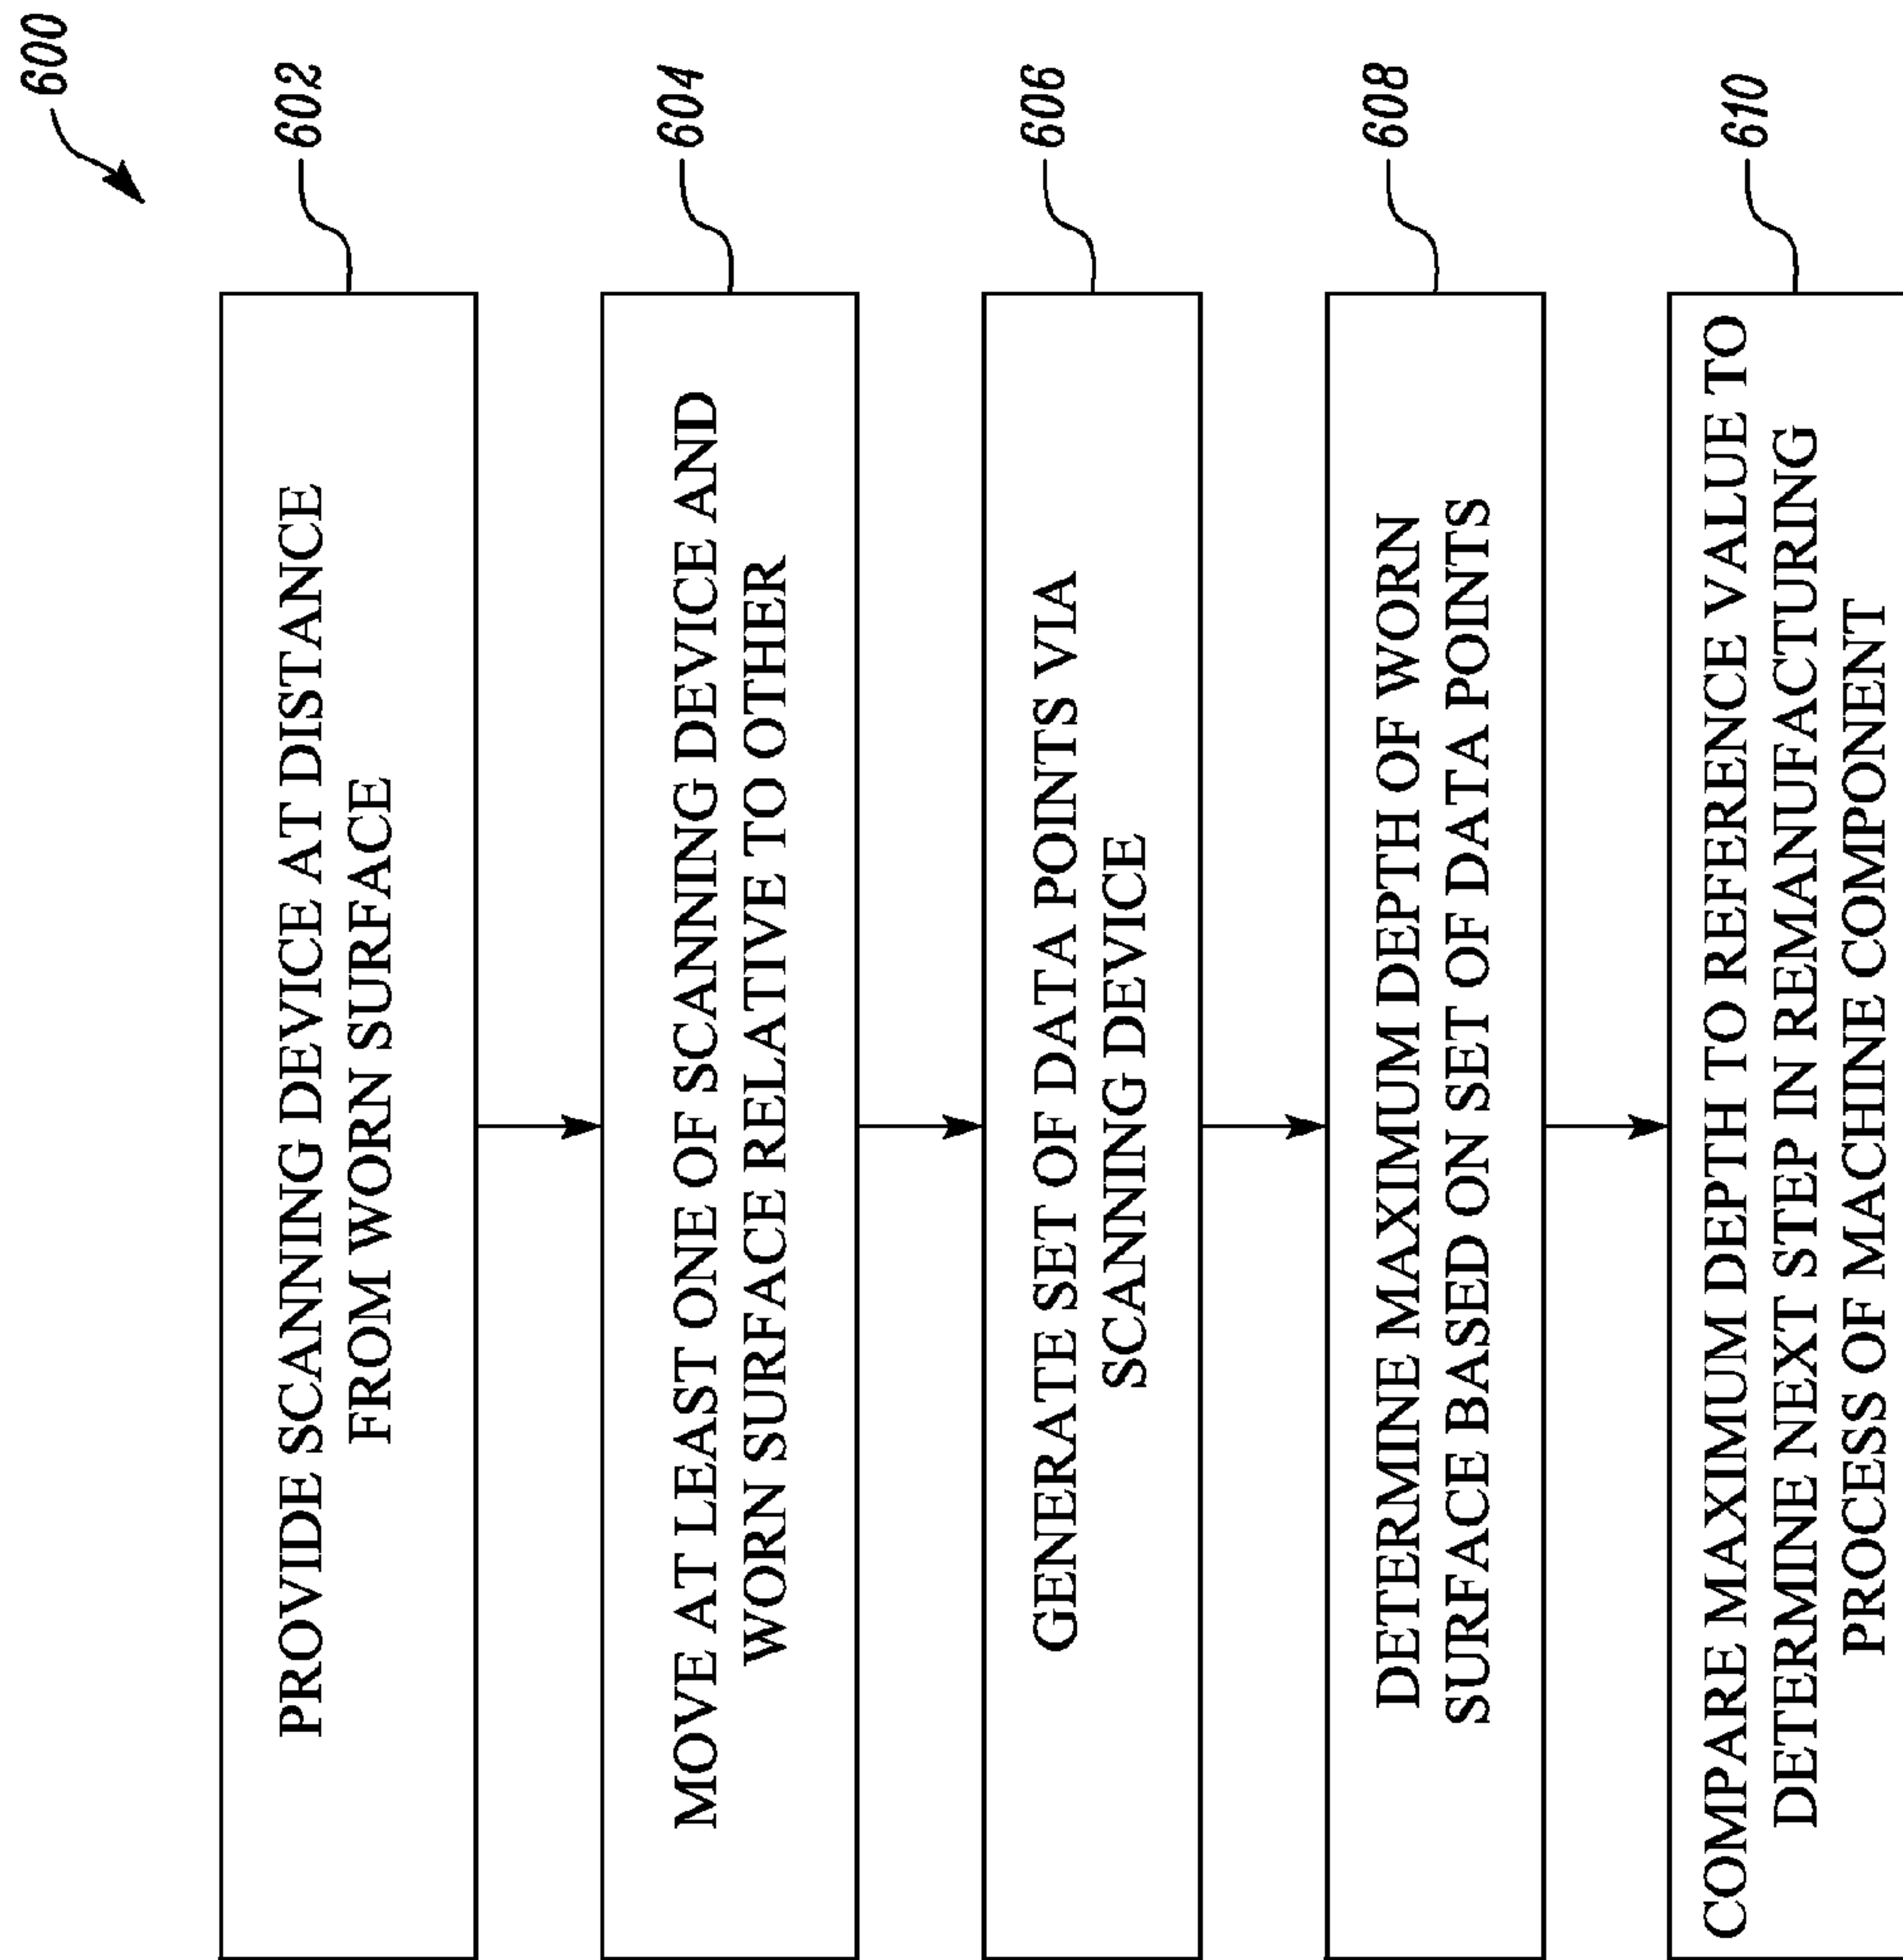 600
602
PROVIDE SCANNING DEVICE AT DISTANCE
FROM WORN SURFACE
604
MOVE AT LEAST ONE OF SCANNING DEVICE AND
WORN SURFACE RELATIVE TO OTHER
606
GENERATE SET OF DATA POINTS VIA
SCANNING DEVICE
608
DETERMINE MAXIMUM DEPTH OF WORN
SURFACE BASED ON SET OF DATA POINTS
610
COMPARE MAXIMUM DEPTH TO REFERENCE VALUE TO
DETERMINE NEXT STEP IN REMANUFACTURING
PROCESS OF MACHINE COMPONENT